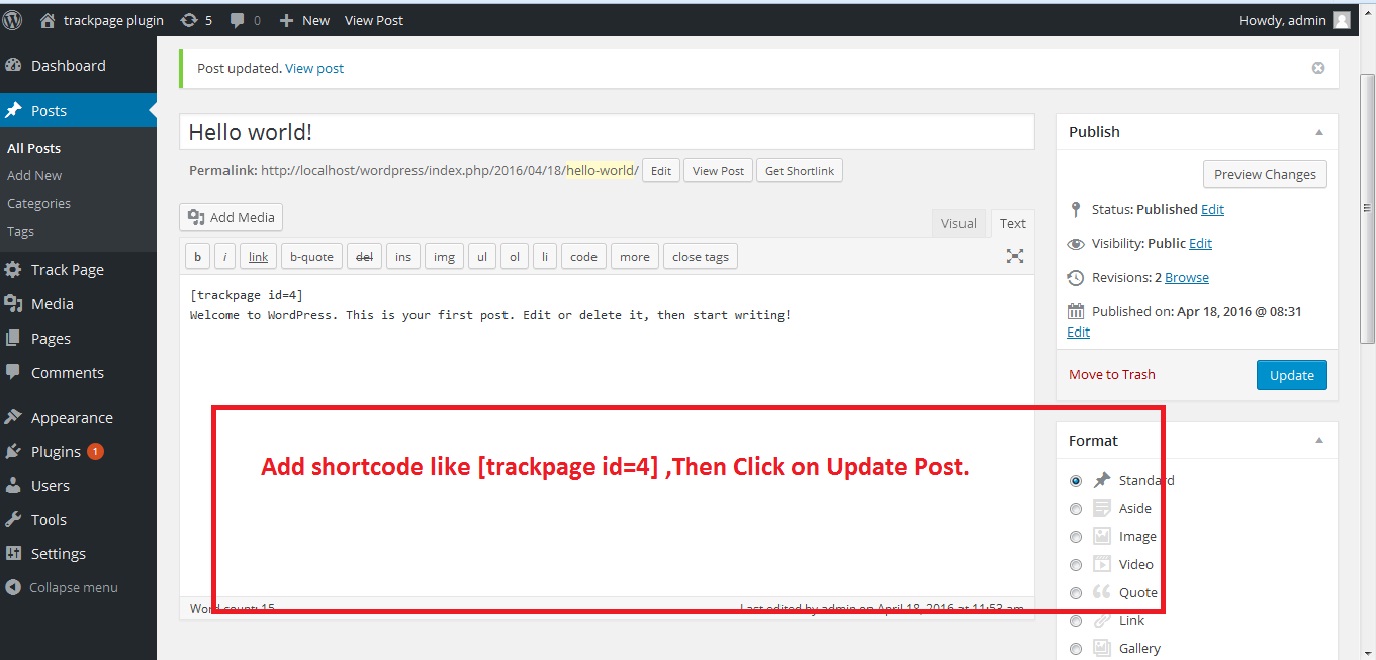 trackpage plugin 5 0 New View Post Howdy, admin
Dashboard
Posts
All Posts
Add New
Categories
Tags
Track Page
Media
Pages
Comments
Appearance
Plugins 1
Users
Tools
Settings
Collapse menu
Post updated. View post
Hello world!
Permalink: http://localhost/wordpress/index.php/2016/04/18/hello-world/ Edit View Post Get Shortlink
Add Media
Visual Text
b i link b-quote del ins img ul ol li code more close tags
[trackpage id=4]
Welcome to WordPress. This is your first post. Edit or delete it, then start writing!
Add shortcode like [trackpage id=4] ,Then Click on Update Post.
Word count: 15 Last edited by admin on April 18, 2016 at 11:53 am
Publish
Preview Changes
Status: Published Edit
Visibility: Public Edit
Revisions: 2 Browse
Published on: Apr 18, 2016 @ 08:31
Edit
Move to Trash Update
Format
Standard
Aside
Image
Video
Quote
Link
Gallery